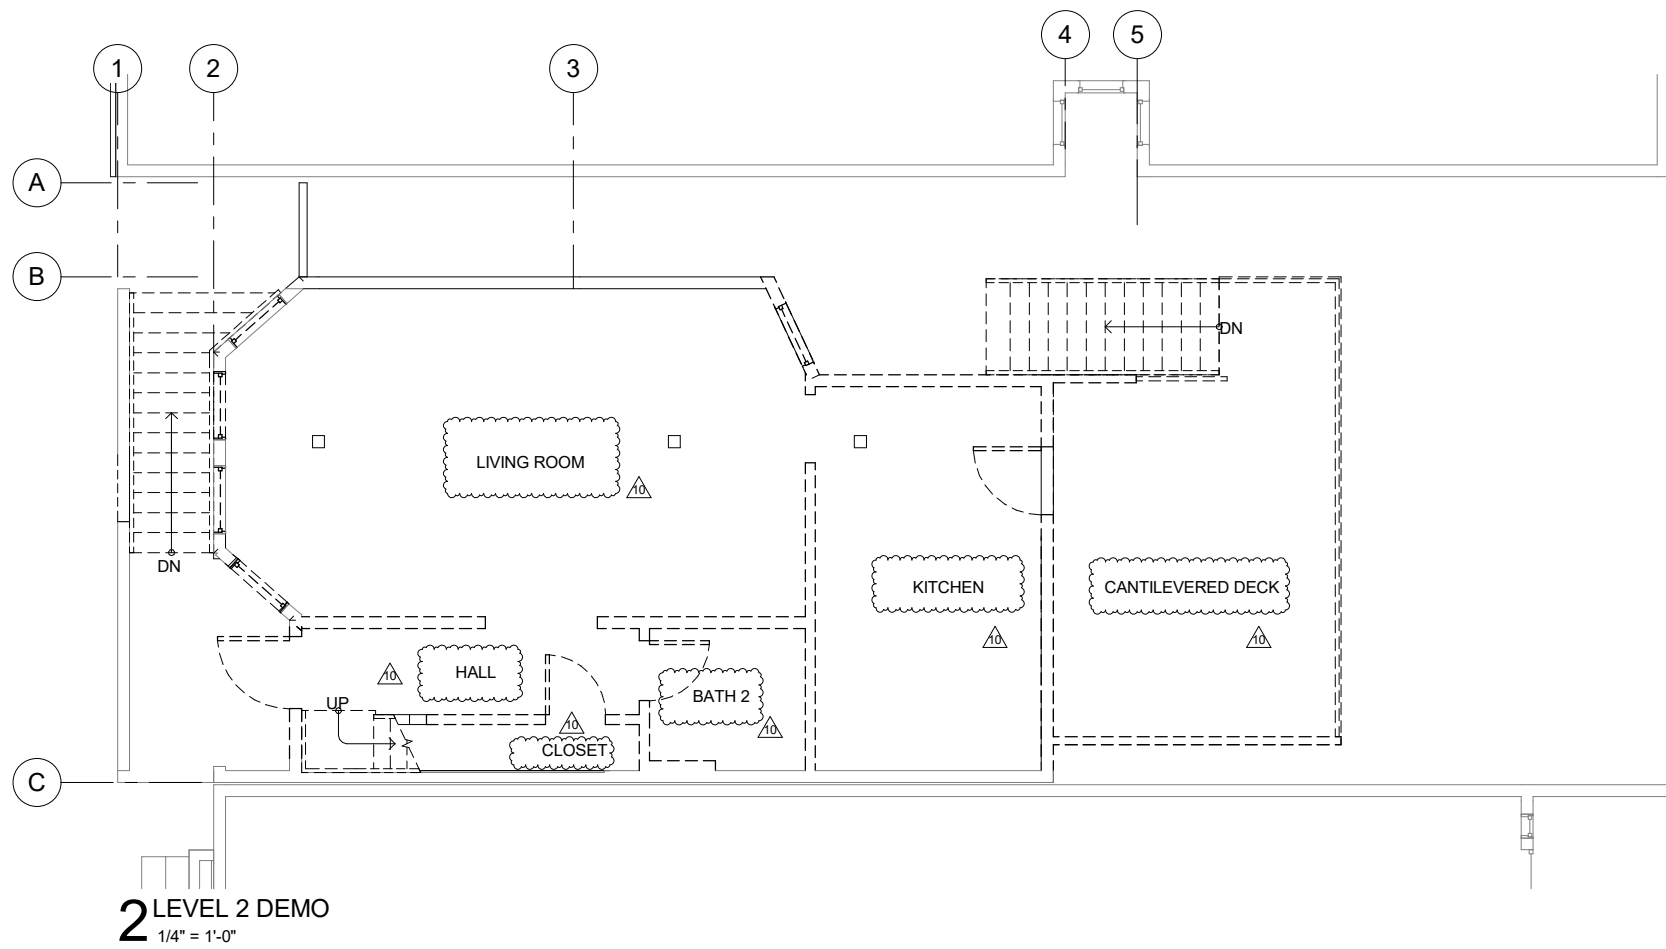 4
5
1
2
3
A
B
DN
LIVING ROOM
10
DN
KITCHEN
CANTILEVERED DECK
10
10
HALL
10
BATH 2
UP
10
10
CLOSET
C
2
LEVEL 2 DEMO
1/4" = 1'-0"